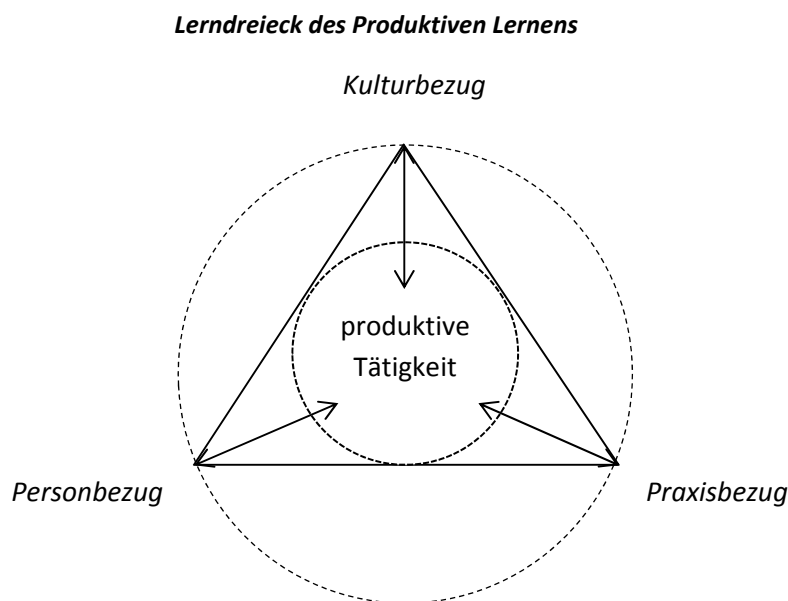 Lerndreieck des Produktiven Lernens
Kulturbezug
produktive
Tätigkeit
Personbezug
Praxisbezug